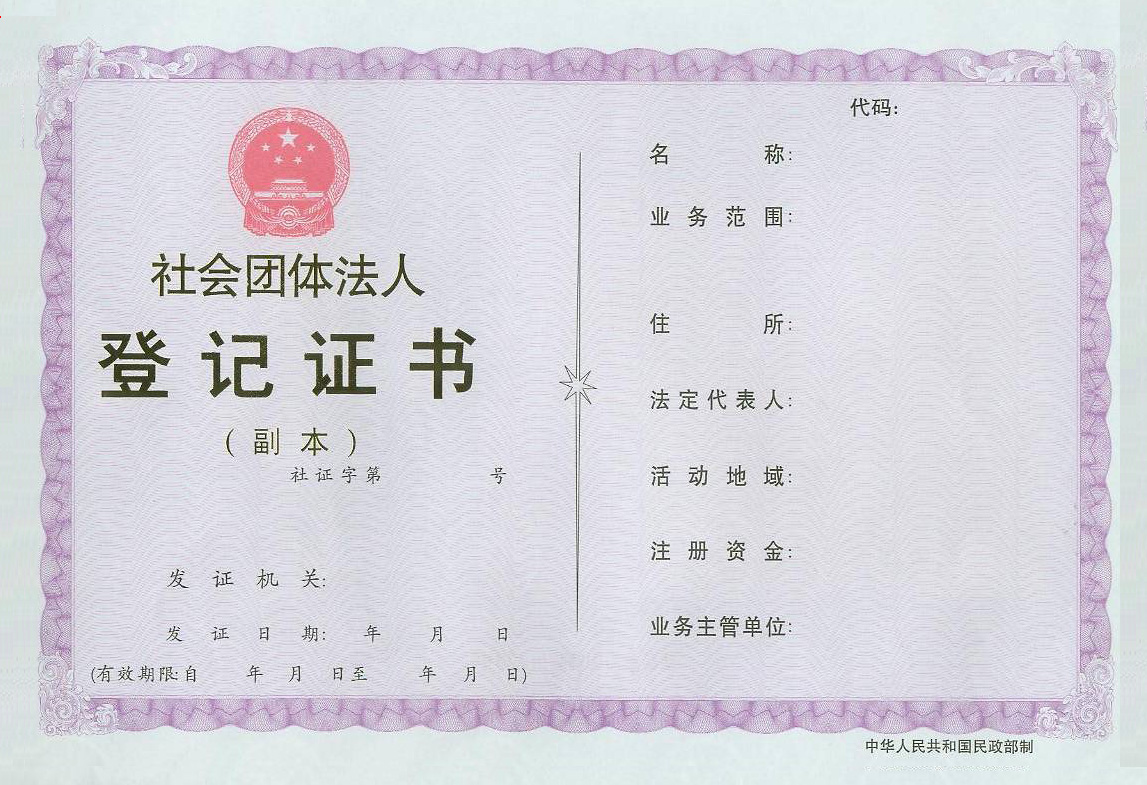 社会团体法人
登记证书
(副本)
社证字第 号
发证机关:
发证日期: 年 月 日
(有效期限:自 年 月 日至 年 月 日)
代码:
名称:
业务范围:
住所:
法定代表人:
活动地域:
注册资金:
业务主管单位:
中华人民共和国民政部制